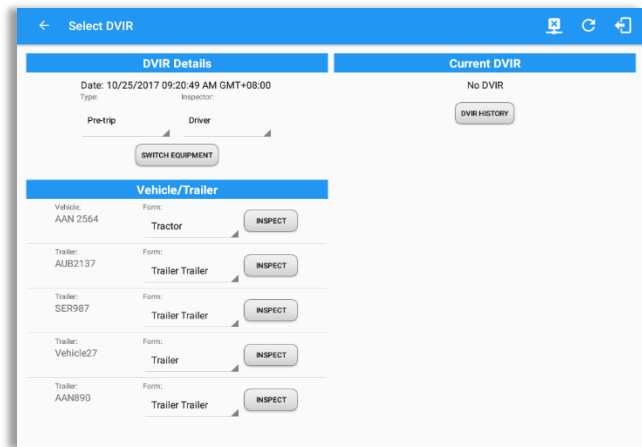 Select DVIR
DVIR Details
Date: 10/25/2017 09:20:49 AM GMT+08:00
Type: Inspector:
Pre-trip Driver
SWITCH EQUIPMENT
Vehicle/Trailer
Vehicle: Form:
AAN 2564 Tractor INSPECT
Trailer: Form:
AUB2137 Trailer Trailer INSPECT
Trailer: Form:
SER987 Trailer Trailer INSPECT
Trailer: Form:
Vehicle27 Trailer INSPECT
Trailer: Form:
AAN890 Trailer Trailer INSPECT
Current DVIR
No DVIR
DVIR HISTORY